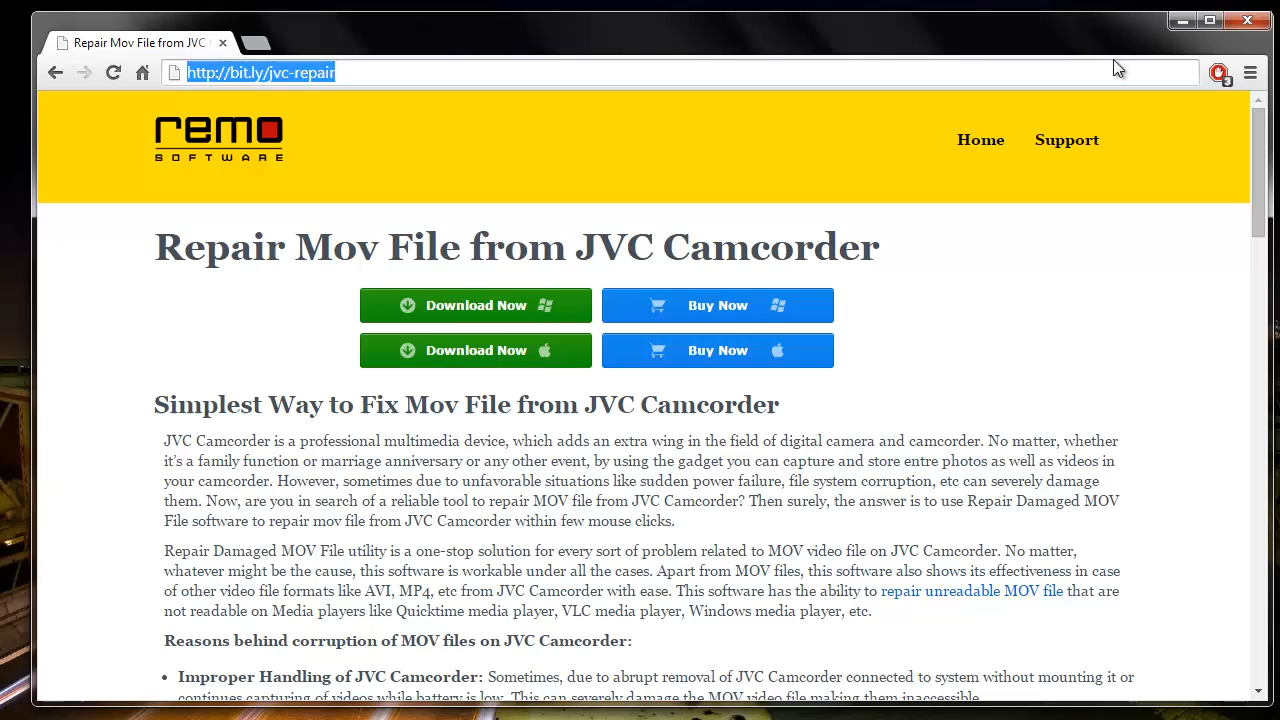 Repair Mov File from JVC
http://bit.ly/jvc-repair
3
remo
SOFTWARE
Home Support
Repair Mov File from JVC Camcorder
Download Now Buy Now
Download Now Buy Now
Simplest Way to Fix Mov File from JVC Camcorder
JVC Camcorder is a professional multimedia device, which adds an extra wing in the field of digital camera and camcorder. No matter, whether
it's a family function or marriage anniversary or any other event, by using the gadget you can capture and store entre photos as well as videos in
your camcorder. However, sometimes due to unfavorable situations like sudden power failure, file system corruption, etc can severely damage
them. Now, are you in search of a reliable tool to repair MOV file from JVC Camcorder? Then surely, the answer is to use Repair Damaged MOV
File software to repair mov file from JVC Camcorder within few mouse clicks.
Repair Damaged MOV File utility is a one-stop solution for every sort of problem related to MOV video file on JVC Camcorder. No matter,
whatever might be the cause, this software is workable under all the cases. Apart from MOV files, this software also shows its effectiveness in case
of other video file formats like AVI, MP4, etc from JVC Camcorder with ease. This software has the ability to repair unreadable MOV file that are
not readable on Media players like Quicktime media player, VLC media player, Windows media player, etc.
Reasons behind corruption of MOV files on JVC Camcorder:
• Improper Handling of JVC Camcorder: Sometimes, due to abrupt removal of JVC Camcorder connected to system without mounting it or
continues capturing of videos while battery is low. This can severely damage the MOV video file making them inaccessible.